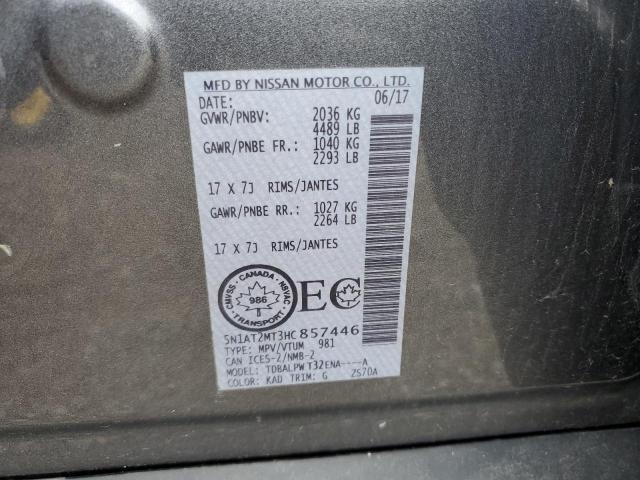 MFD BY NISSAN MOTOR CO., LTD.
DATE: 06/17
GVWR/PNBV: 2036 KG
4489 LB
GAWR/PNBE FR.: 1040 KG
2293 LB
17 X 7J RIMS/JANTES
GAWR/PNBE RR.: 1027 KG
2264 LB
17 X 7J RIMS/JANTES
CANADA
CMVSS NSVAC
986
TRANSPORT
EC
5N1AT2MT3HC857446
TYPE: MPV/VTUM 981
CAN ICES-2/NMB-2
MODEL: TDBALPW T32ENA----A
COLOR: KAD TRIM: G ZS7DA